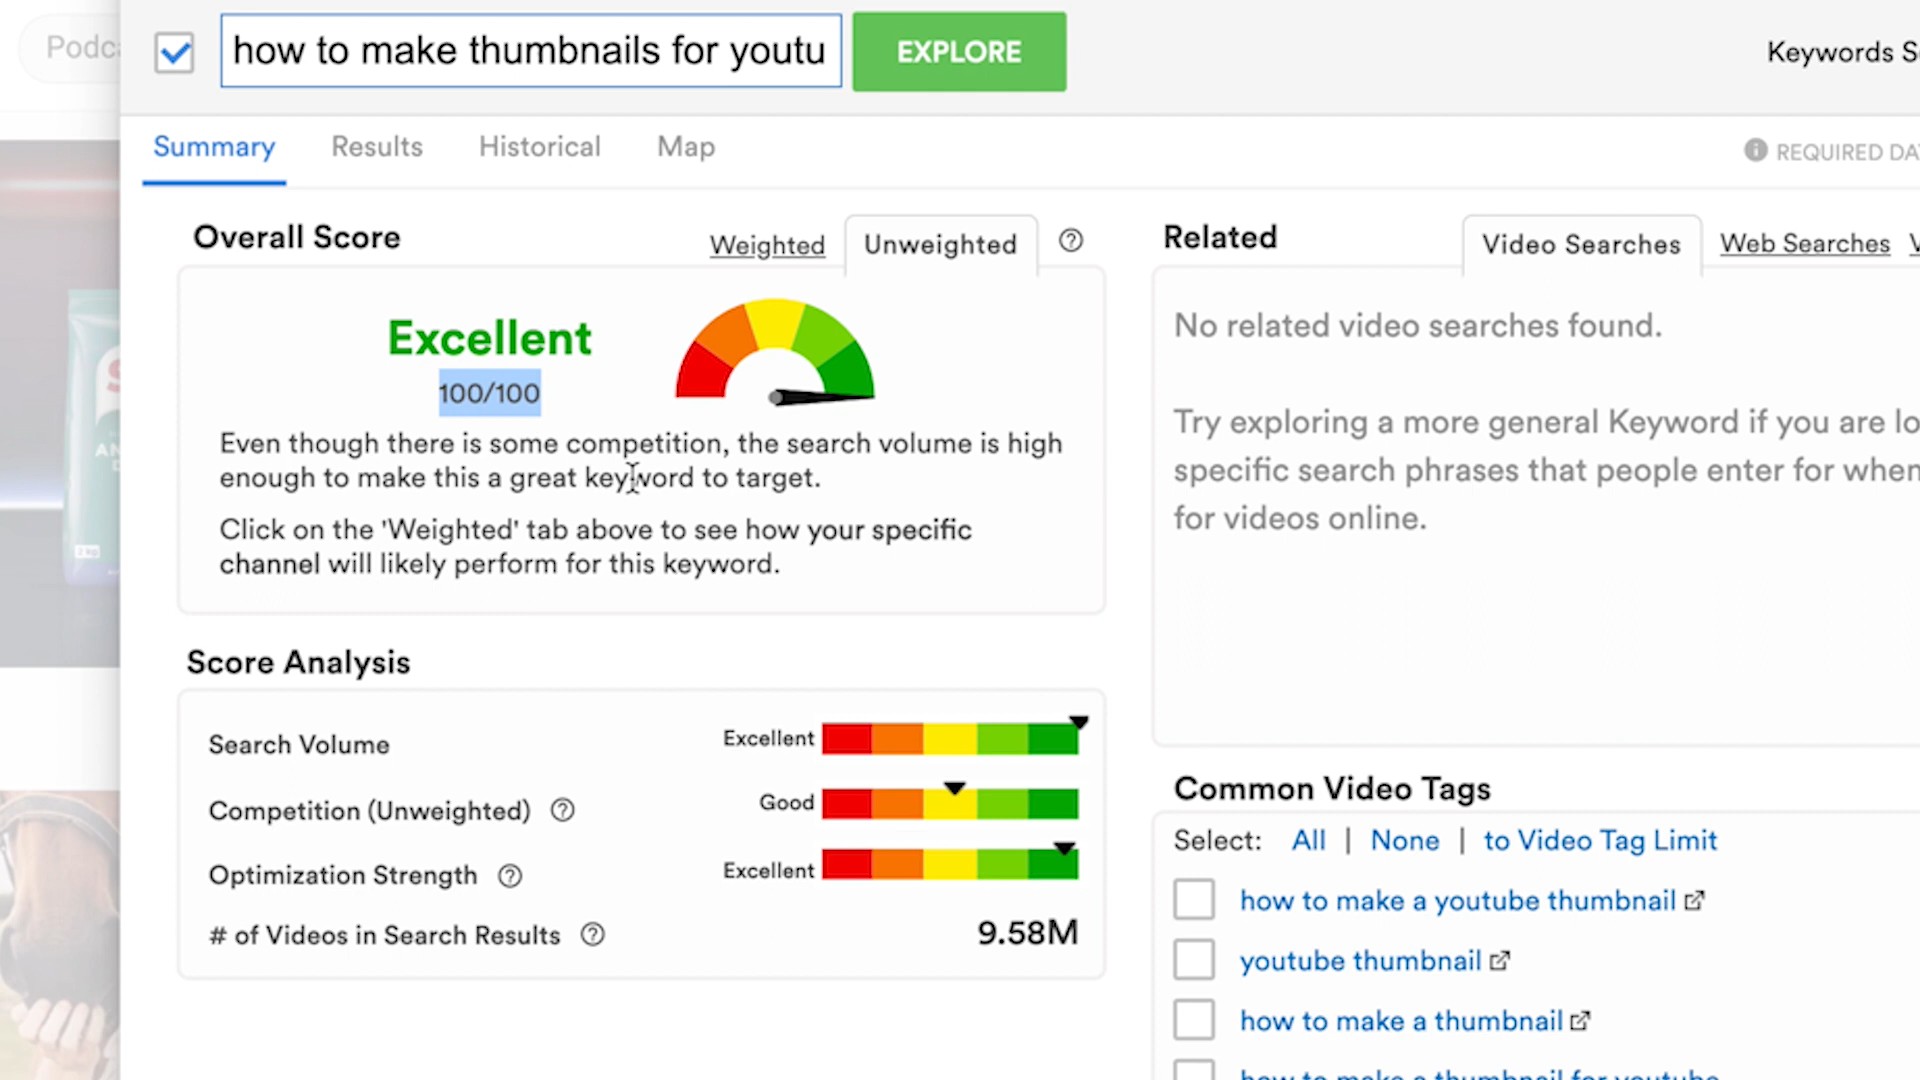 Podc
how to make thumbnails for youtu
EXPLORE
Keywords S
Summary
Results
Historical
Map
REQUIRED DA
Overall Score
Weighted
Unweighted
Excellent
100/100
Even though there is some competition, the search volume is high
enough to make this a great keyword to target.
Click on the 'Weighted' tab above to see how your specific
channel will likely perform for this keyword.
Related
Video Searches
Web Searches
No related video searches found.
Try exploring a more general Keyword if you are lo
specific search phrases that people enter for when
for videos online.
Score Analysis
Search Volume
Excellent
Competition (Unweighted)
Good
Optimization Strength
Excellent
# of Videos in Search Results
9.58M
Common Video Tags
Select: All | None | to Video Tag Limit
how to make a youtube thumbnail
youtube thumbnail
how to make a thumbnail
how to make a thumbnail for youtube